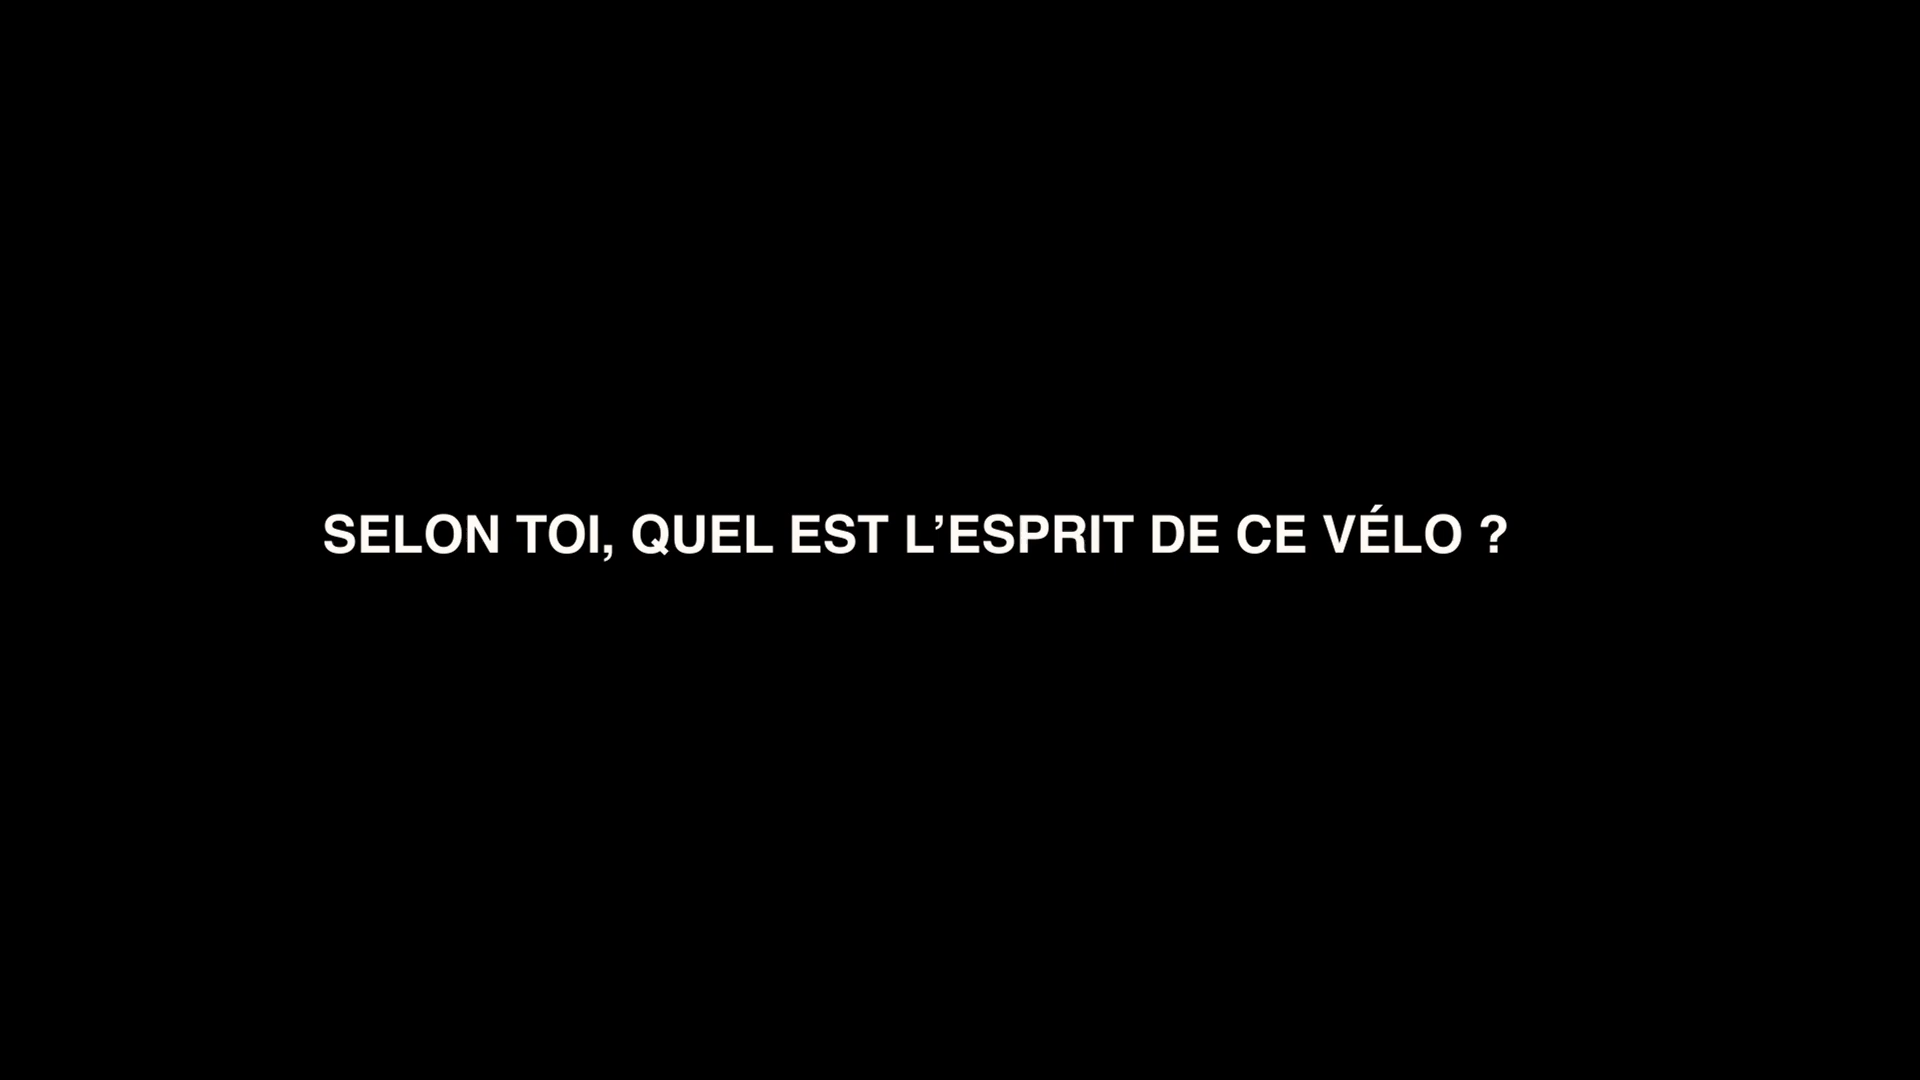 SELON TOI, QUEL EST L’ESPRIT DE CE VÉLO ?